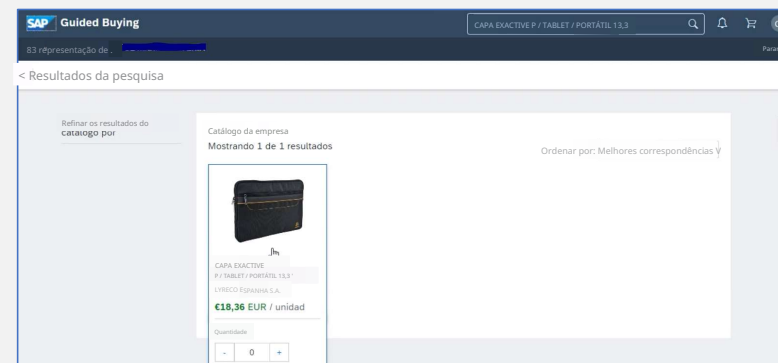 SAP Guided Buying
CAPA EXACTIVE P / TABLET / PORTÁTIL 13,3
83 representação de
Para
< Resultados da pesquisa
Refinar os resultados do
catálogo por
Catálogo da empresa
Mostrando 1 de 1 resultados
Ordenar por: Melhores correspondências V
CAPA EXACTIVE
P / TABLET / PORTÁTIL 13,3"
LYRECO ESPANHA S.A.
€18,36 EUR / unidad
Quantidade
- 0 +